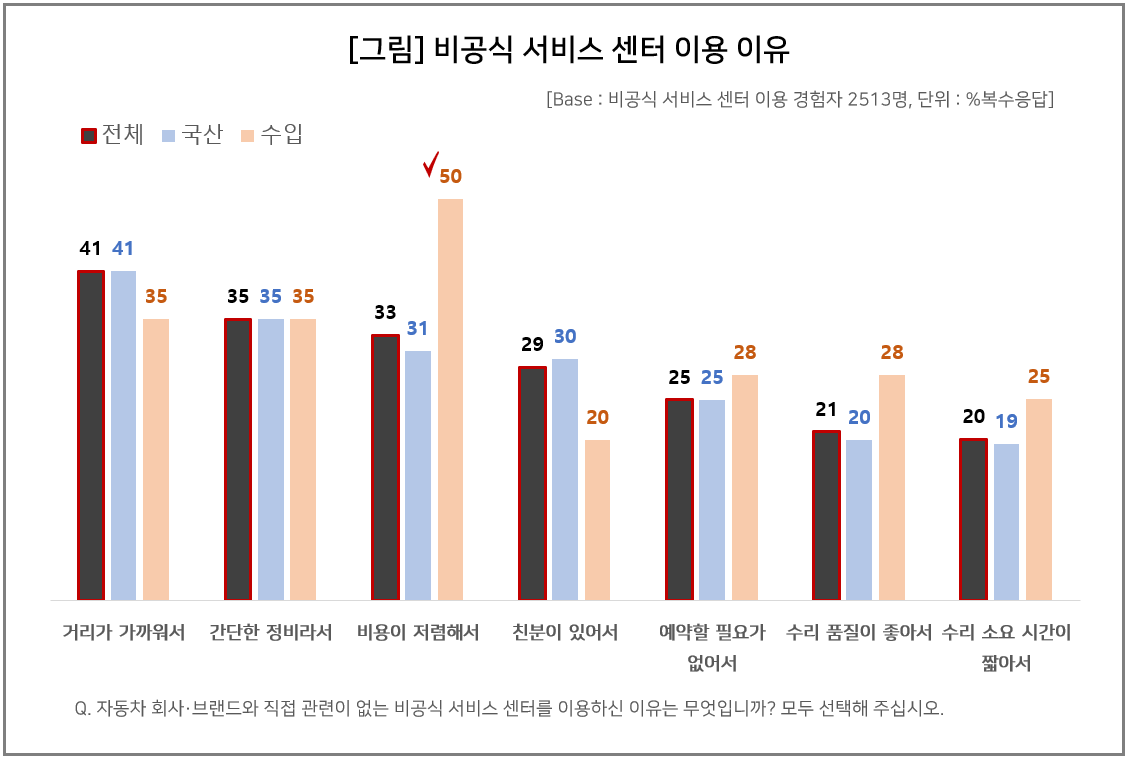 [그림] 비공식 서비스 센터 이용 이유
[Base : 비공식 서비스 센터 이용 경험자 2513명, 단위 : %복수응답]
전체 국산 수입
41 41 35
35 35 35
33 31 50
29 30 20
25 25 28
21 20 28
20 19 25
거리가 가까워서
간단한 정비라서
비용이 저렴해서
친분이 있어서
예약할 필요가
없어서
수리 품질이 좋아서
수리 소요 시간이
짧아서
Q. 자동차 회사·브랜드와 직접 관련이 없는 비공식 서비스 센터를 이용하신 이유는 무엇입니까? 모두 선택해 주십시오.